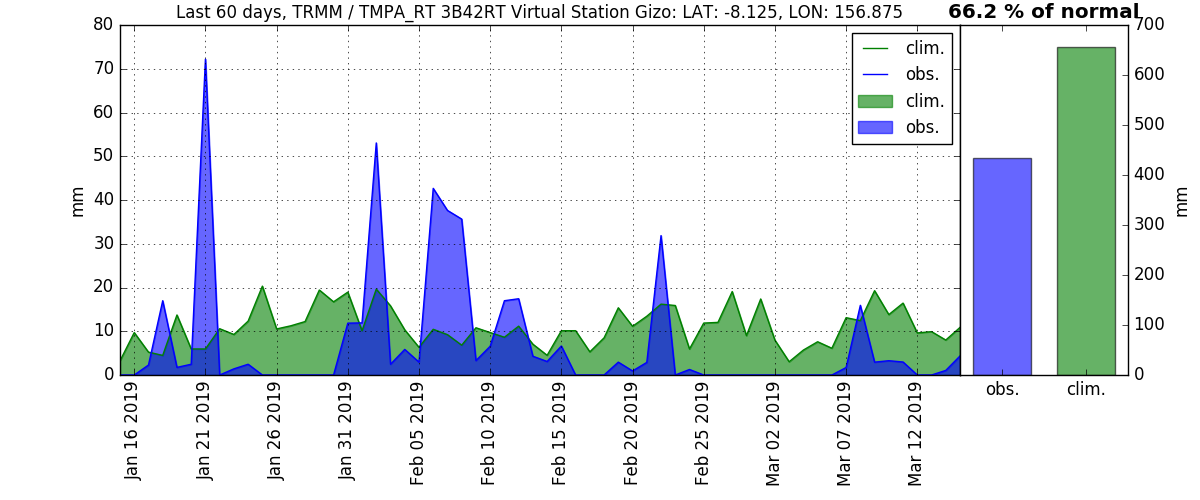 Last 60 days, TRMM / TMPA_RT 3B42RT Virtual Station Gizo: LAT: -8.125, LON: 156.875
66.2 % of normal
80
70
60
50
40
30
20
10
0
mm
clim.
obs.
clim.
obs.
Jan 16 2019
Jan 21 2019
Jan 26 2019
Jan 31 2019
Feb 05 2019
Feb 10 2019
Feb 15 2019
Feb 20 2019
Feb 25 2019
Mar 02 2019
Mar 07 2019
Mar 12 2019
700
600
500
400
300
200
100
0
mm
obs.
clim.